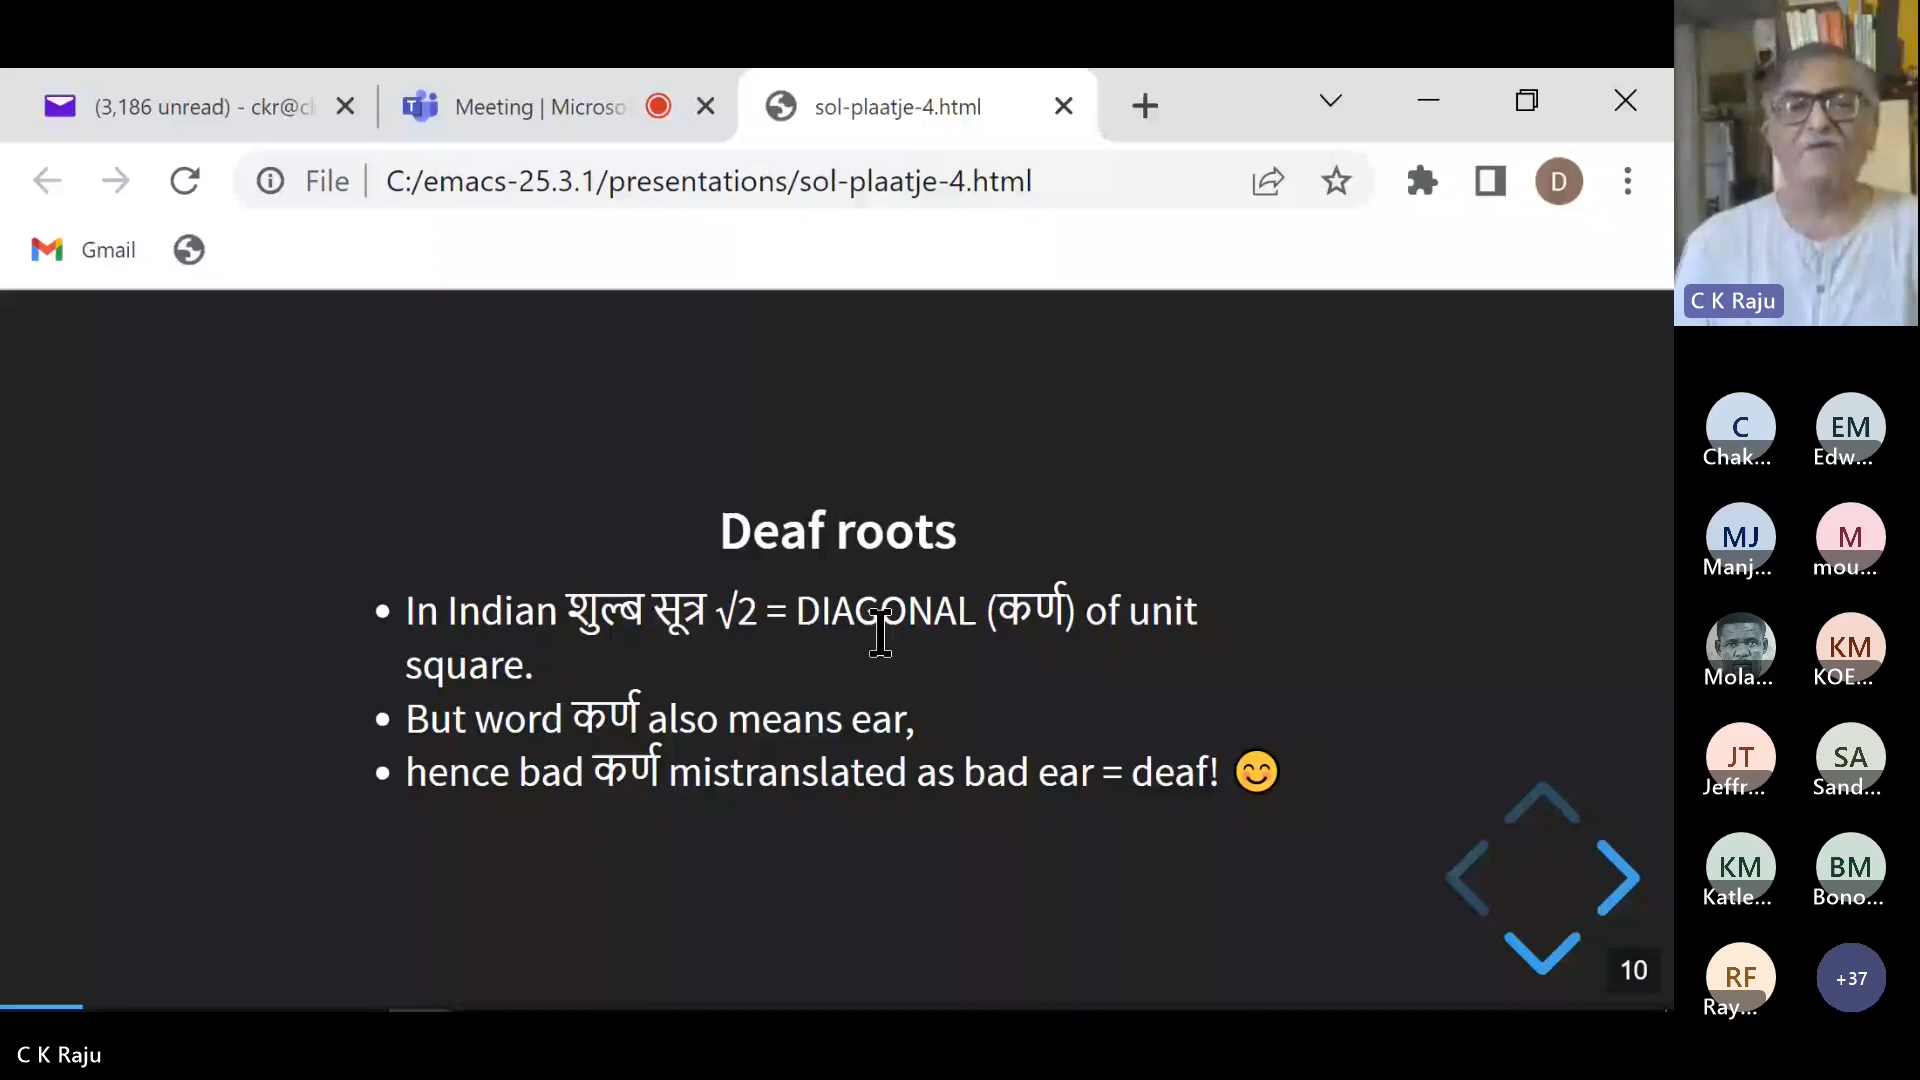 (3,186 unread) - ckr@c
Meeting | Microso
sol-plaatje-4.html
File
C:/emacs-25.3.1/presentations/sol-plaatje-4.html
D
Gmail
Deaf roots
• In Indian शुल्ब सूत्र √2 = DIAGONAL (कर्ण) of unit
square.
• But word कर्ण also means ear,
• hence bad कर्ण mistranslated as bad ear = deaf! 😊
10
C K Raju
C EM
Chak... Edw...
MJ M
Manj... mou...
KM
Mola... KOE...
JT SA
Jeffr... Sand...
KM BM
Katle... Bono...
RF +37
Ray...
C K Raju